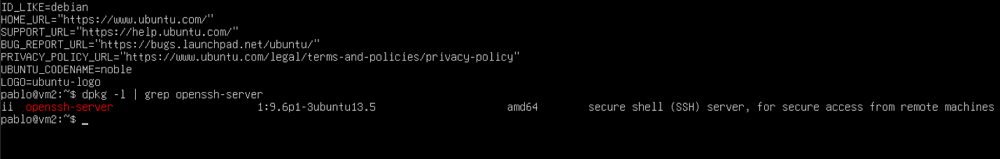 ID_LIKE=debian
HOME_URL="https://www.ubuntu.com/"
SUPPORT_URL="https://help.ubuntu.com/"
BUG_REPORT_URL="https://bugs.launchpad.net/ubuntu/"
PRIVACY_POLICY_URL="https://www.ubuntu.com/legal/terms-and-policies/privacy-policy"
UBUNTU_CODENAME=noble
LOGO=ubuntu-logo
pablo@vm2:~$ dpkg -l | grep openssh-server
ii  openssh-server                         1:9.6p1-3ubuntu13.5                     amd64        secure shell (SSH) server, for secure access from remote machines
pablo@vm2:~$ _